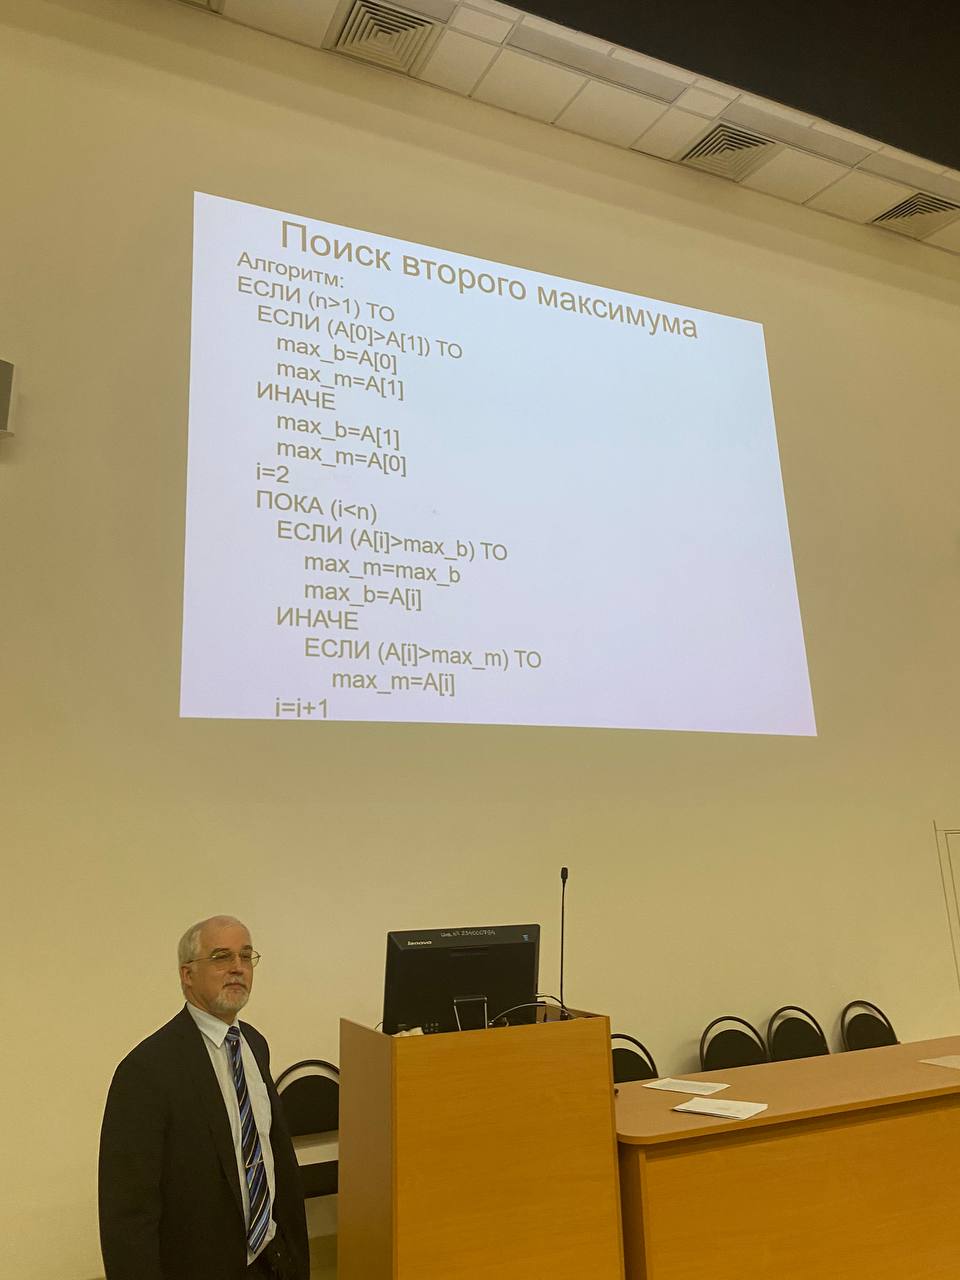 Поиск второго максимума
Алгоритм:
ЕСЛИ (n>1) ТО
ЕСЛИ (A[0]>A[1]) ТО
max_b=A[0]
max_m=A[1]
ИНАЧЕ
max_b=A[1]
max_m=A[0]
i=2
ПОКА (i<n)
ЕСЛИ (A[i]>max_b) ТО
max_m=max_b
max_b=A[i]
ИНАЧЕ
ЕСЛИ (A[i]>max_m) ТО
max_m=A[i]
i=i+1
lenovo